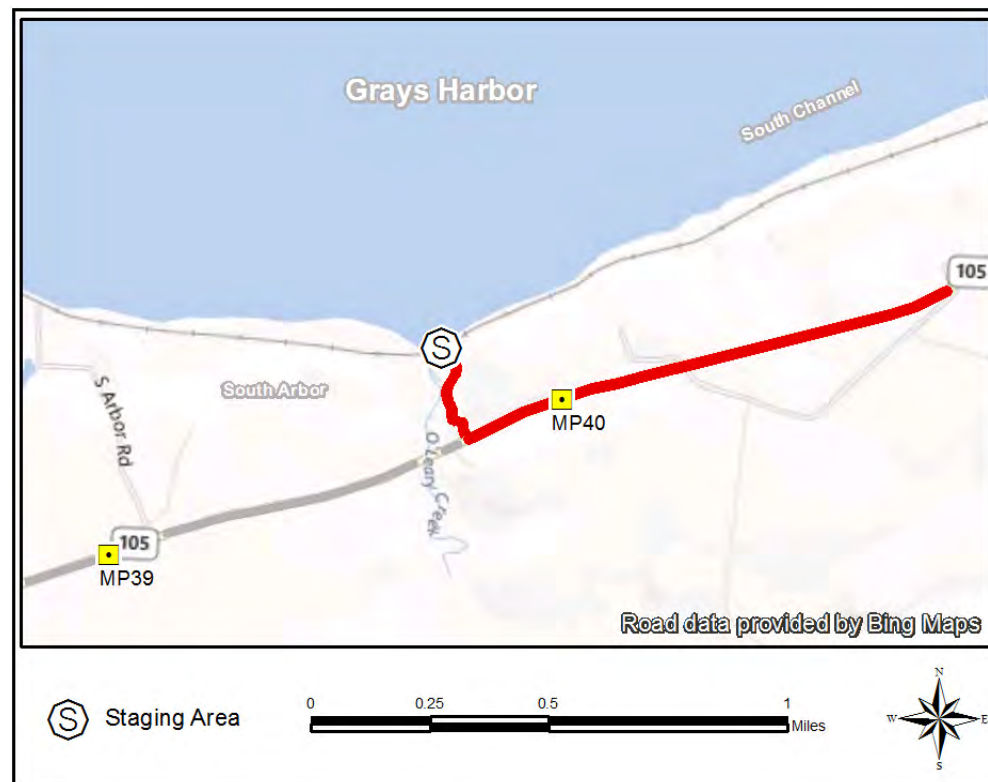 Grays Harbor
South Channel
105
S
South Arbor
S Arbor Rd
MP40
O'Leary Creek
105
MP39
Road data provided by Bing Maps
S Staging Area
0 0.25 0.5 1
Miles
N
W E
S